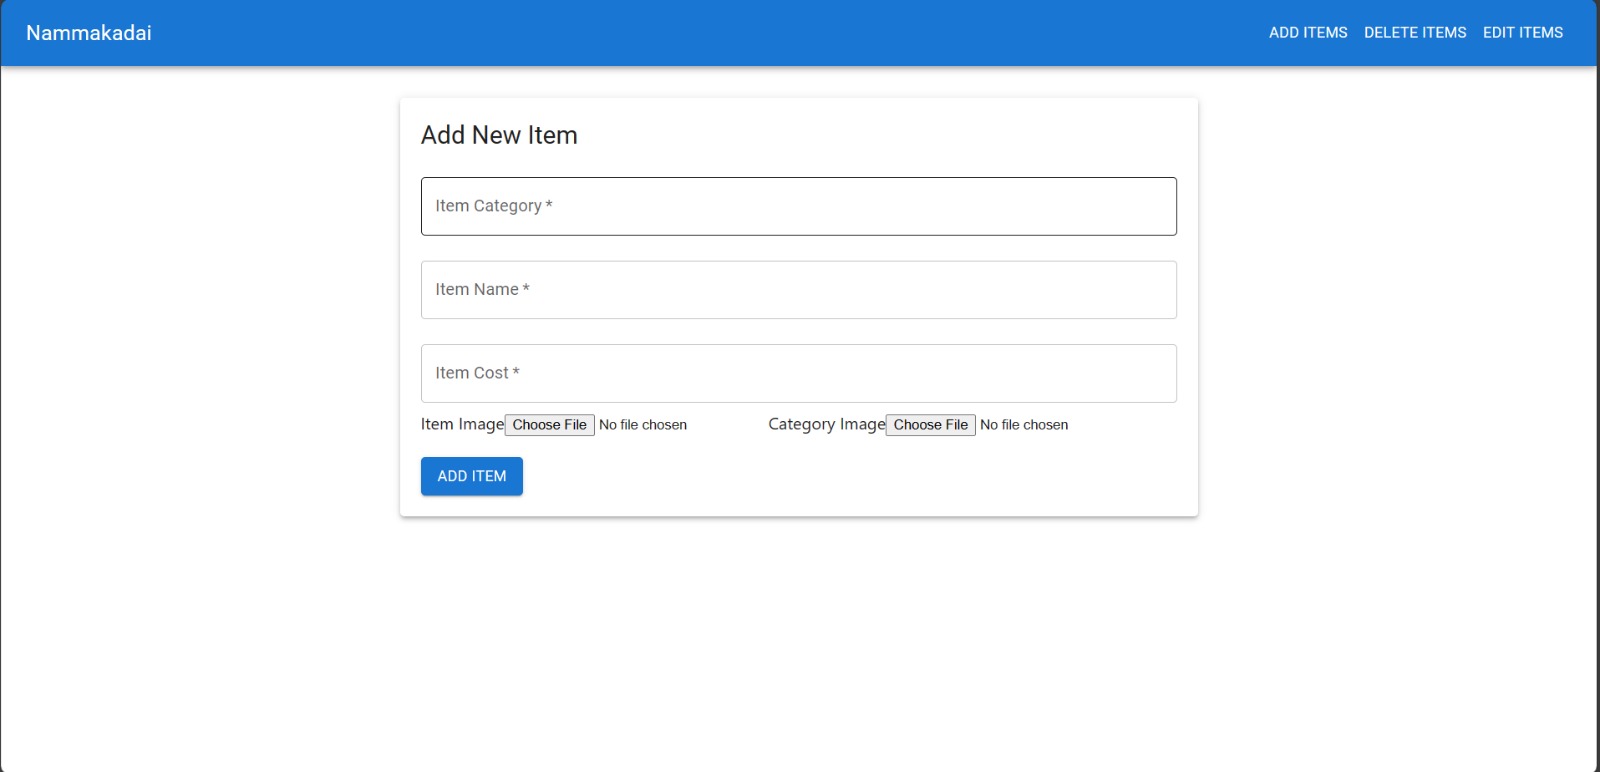 Nammakadai
ADD ITEMS DELETE ITEMS EDIT ITEMS
Add New Item
Item Category *
Item Name *
Item Cost *
Item Image Choose File No file chosen Category Image Choose File No file chosen
ADD ITEM